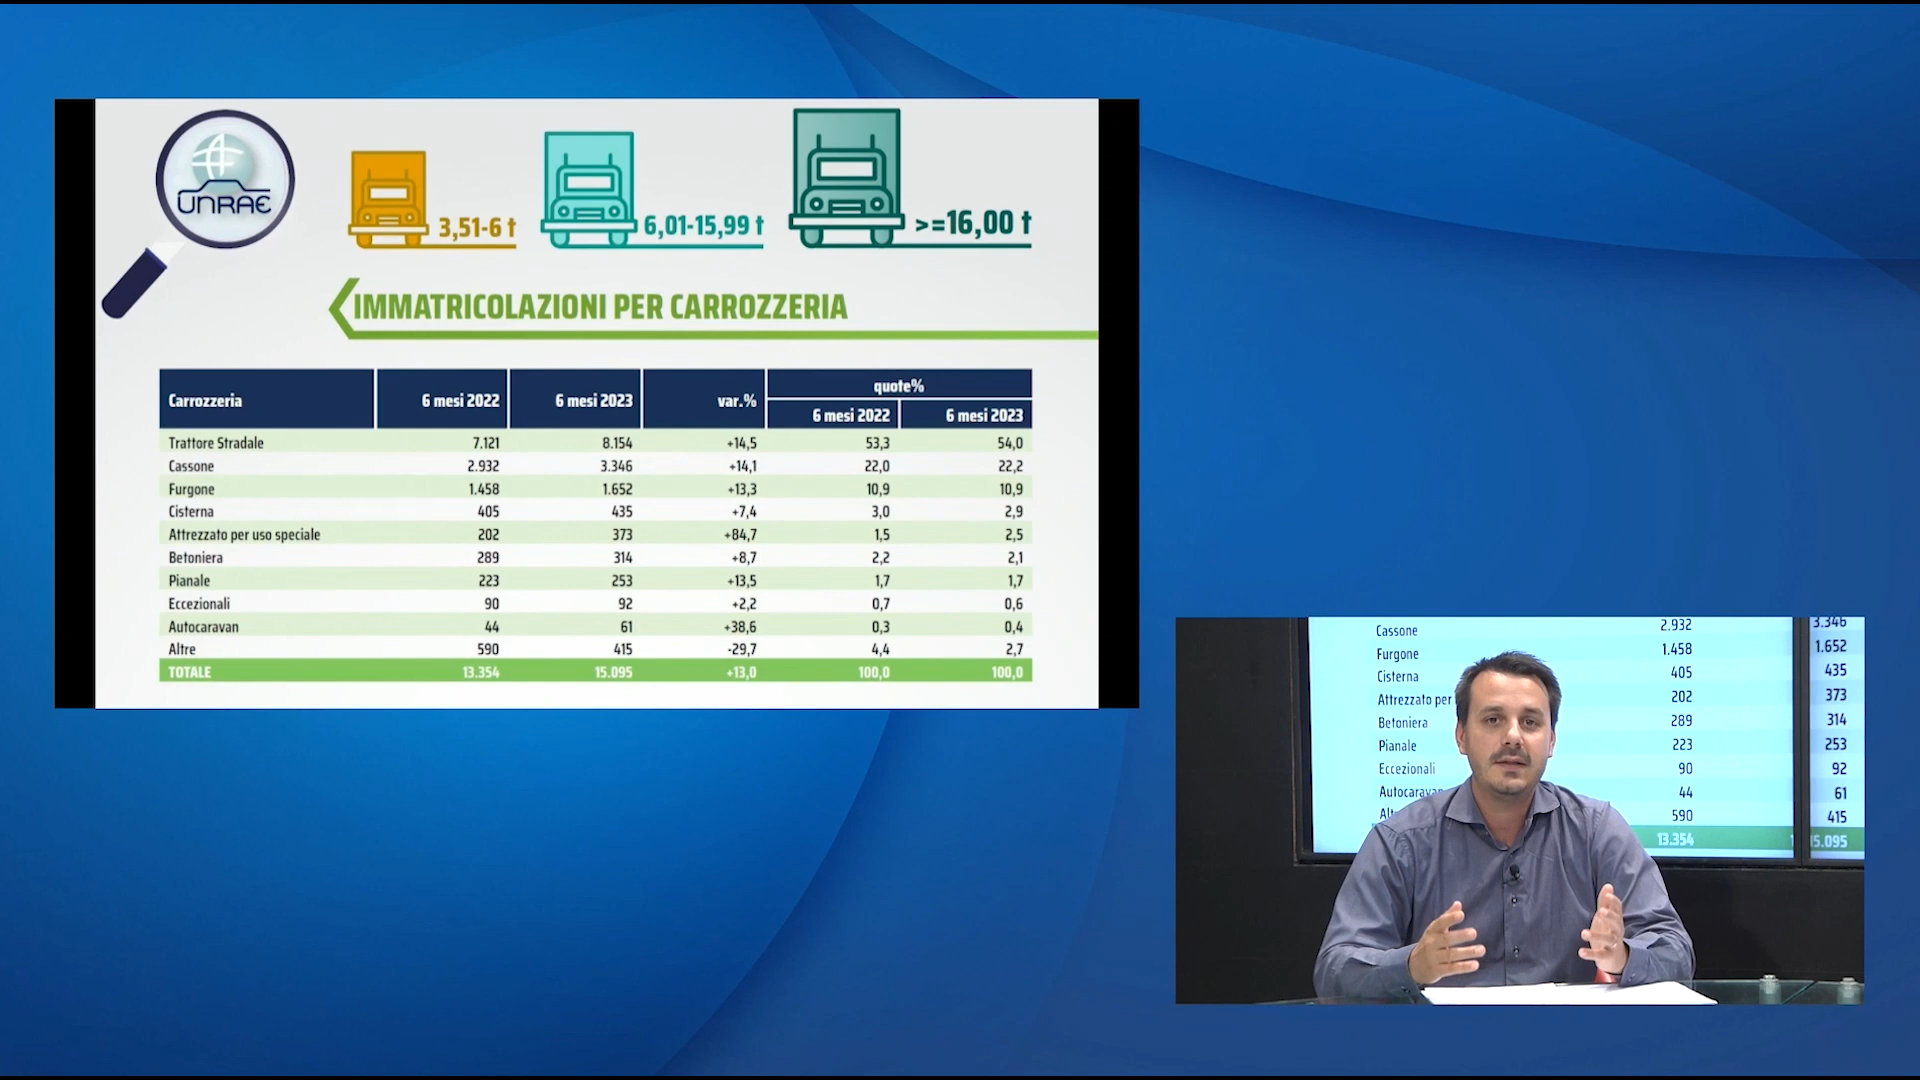 UNRAE
3,51-6 t
6,01-15,99 t
>=16,00 t
IMMATRICOLAZIONI PER CARROZZERIA
Carrozzeria 6 mesi 2022 6 mesi 2023 var.% quote%
6 mesi 2022 6 mesi 2023
Trattore Stradale 7.121 8.154 +14,5 53,3 54,0
Cassone 2.932 3.346 +14,1 22,0 22,2
Furgone 1.458 1.652 +13,3 10,9 10,9
Cisterna 405 435 +7,4 3,0 2,9
Attrezzato per uso speciale 202 373 +84,7 1,5 2,5
Betoniera 289 314 +8,7 2,2 2,1
Pianale 223 253 +13,5 1,7 1,7
Eccezionali 90 92 +2,2 0,7 0,6
Autocaravan 44 61 +38,6 0,3 0,4
Altre 590 415 -29,7 4,4 2,7
TOTALE 13.354 15.095 +13,0 100,0 100,0
Cassone 2.932 3.346
Furgone 1.458 1.652
Cisterna 405 435
Attrezzato per 202 373
Betoniera 289 314
Pianale 223 253
Eccezionali 90 92
Autocaravan 44 61
Alt 590 415
13.354 15.095